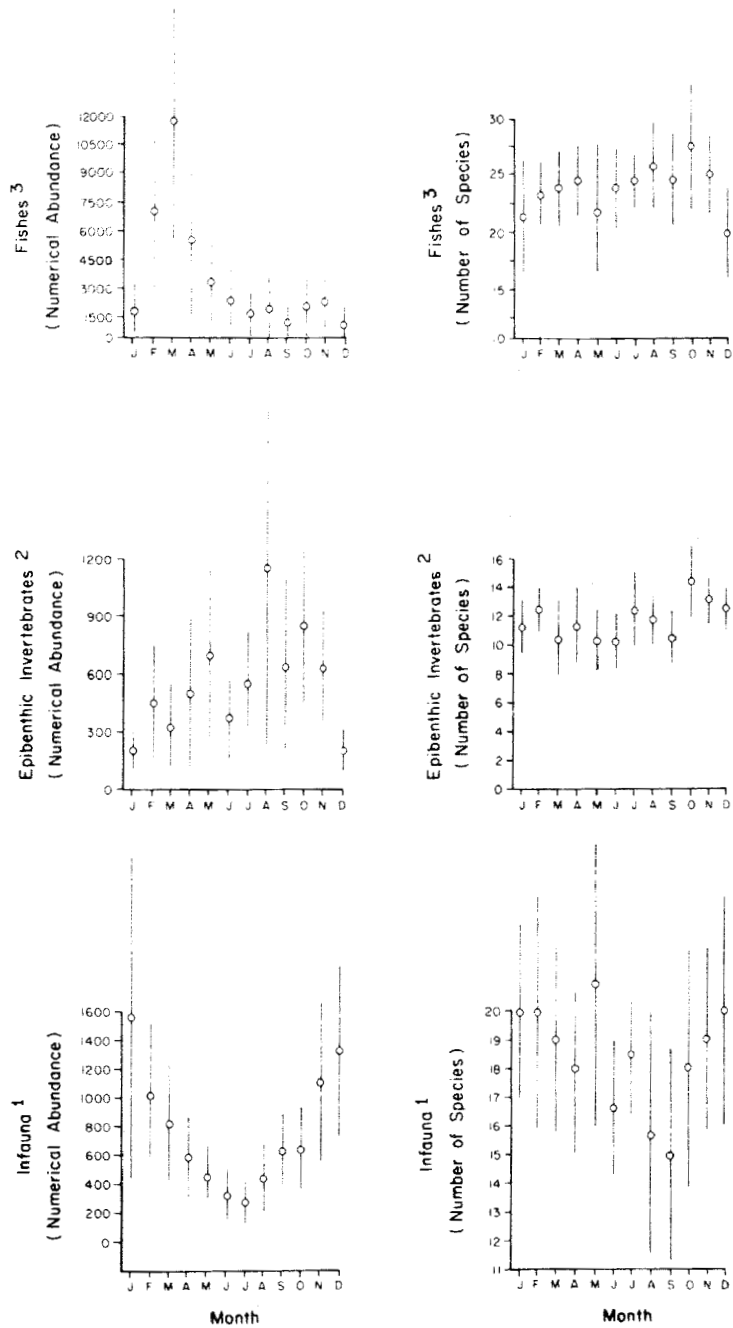 Fishes 3
( Numerical Abundance)
12000
10500
9000
7500
6000
4500
3000
1500
0
J F M A M J J A S O N D
Fishes 3
( Number of Species)
30
25
20
15
10
J F M A M J J A S O N D
Epibenthic Invertebrates 2
( Numerical Abundance)
1200
900
600
300
0
J F M A M J J A S O N D
Epibenthic Invertebrates 2
( Number of Species)
16
14
12
10
8
6
4
2
0
J F M A M J J A S O N D
Infauna 1
( Numerical Abundance)
1600
1400
1200
1000
800
600
400
200
0
J F M A M J J A S O N D
Month
Infauna 1
( Number of Species)
20
19
18
17
16
15
14
13
12
11
J F M A M J J A S O N D
Month